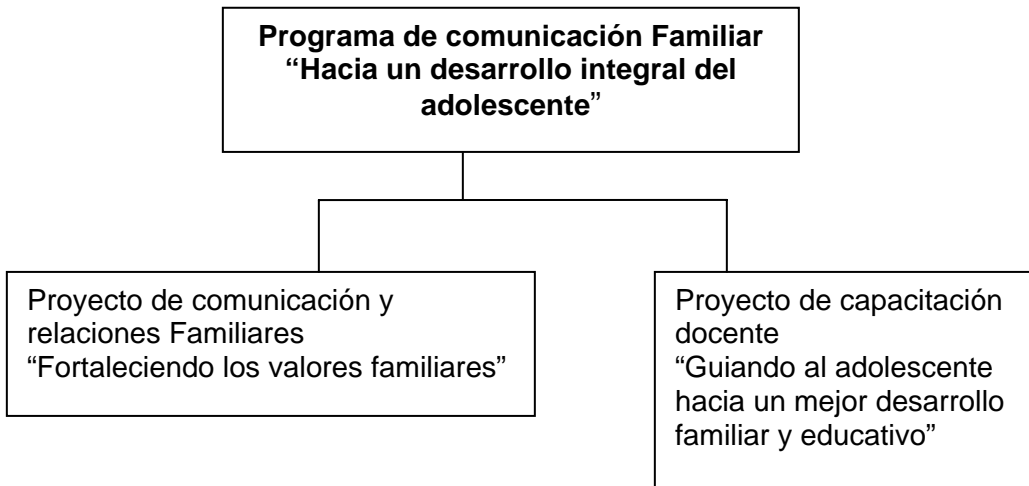 Programa de comunicación Familiar
“Hacia un desarrollo integral del
adolescente”
Proyecto de comunicación y
relaciones Familiares
“Fortaleciendo los valores familiares”
Proyecto de capacitación
docente
“Guiando al adolescente
hacia un mejor desarrollo
familiar y educativo”